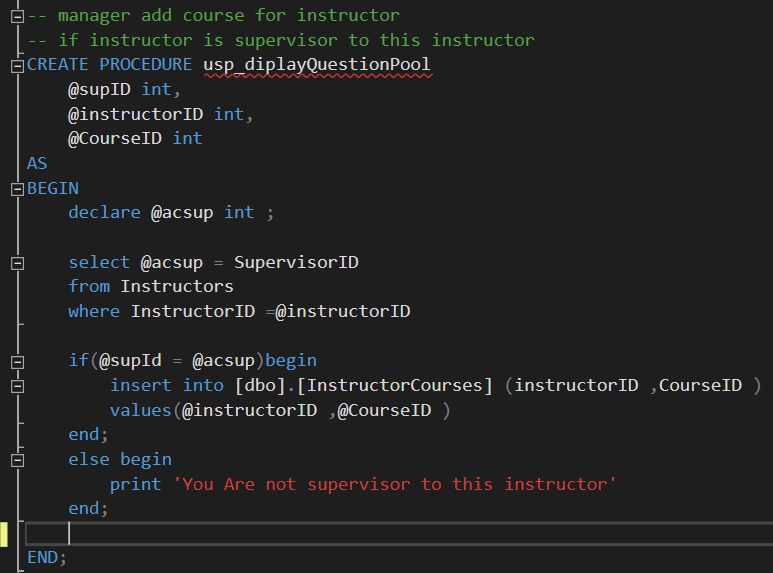 -- manager add course for instructor
-- if instructor is supervisor to this instructor
CREATE PROCEDURE usp_diplayQuestionPool
    @supID int,
    @instructorID int,
    @CourseID int
AS
BEGIN
    declare @acsup int ;

    select @acsup = SupervisorID
    from Instructors
    where InstructorID =@instructorID

    if(@supId = @acsup)begin
        insert into [dbo].[InstructorCourses] (instructorID ,CourseID )
        values(@instructorID ,@CourseID )
    end;
    else begin
        print 'You Are not supervisor to this instructor'
    end;

END;